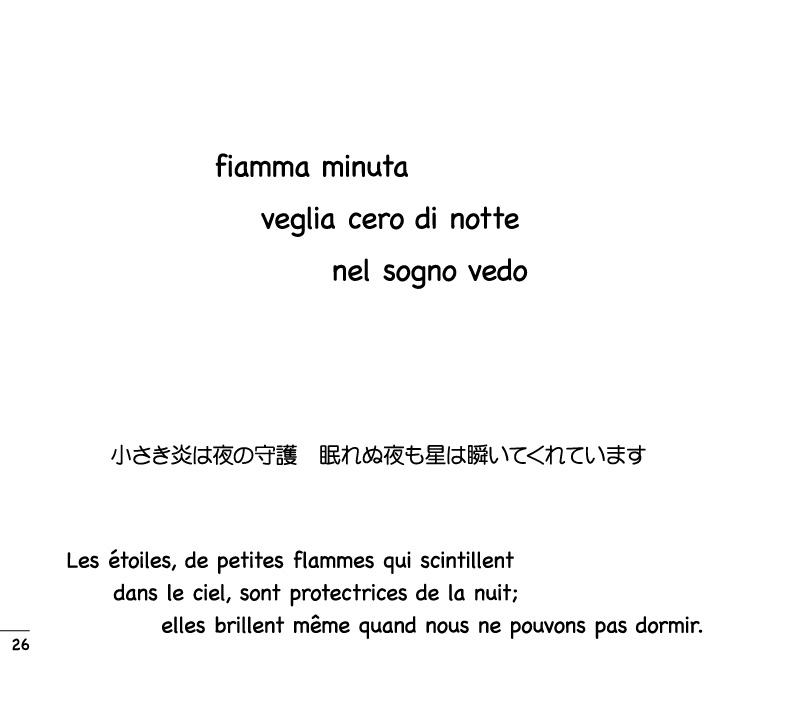 fiamma minuta
veglia cero di notte
nel sogno vedo
小さき炎は夜の守護　眠れぬ夜も星は瞬いてくれています
Les étoiles, de petites flammes qui scintillent
dans le ciel, sont protectrices de la nuit;
elles brillent même quand nous ne pouvons pas dormir.
26